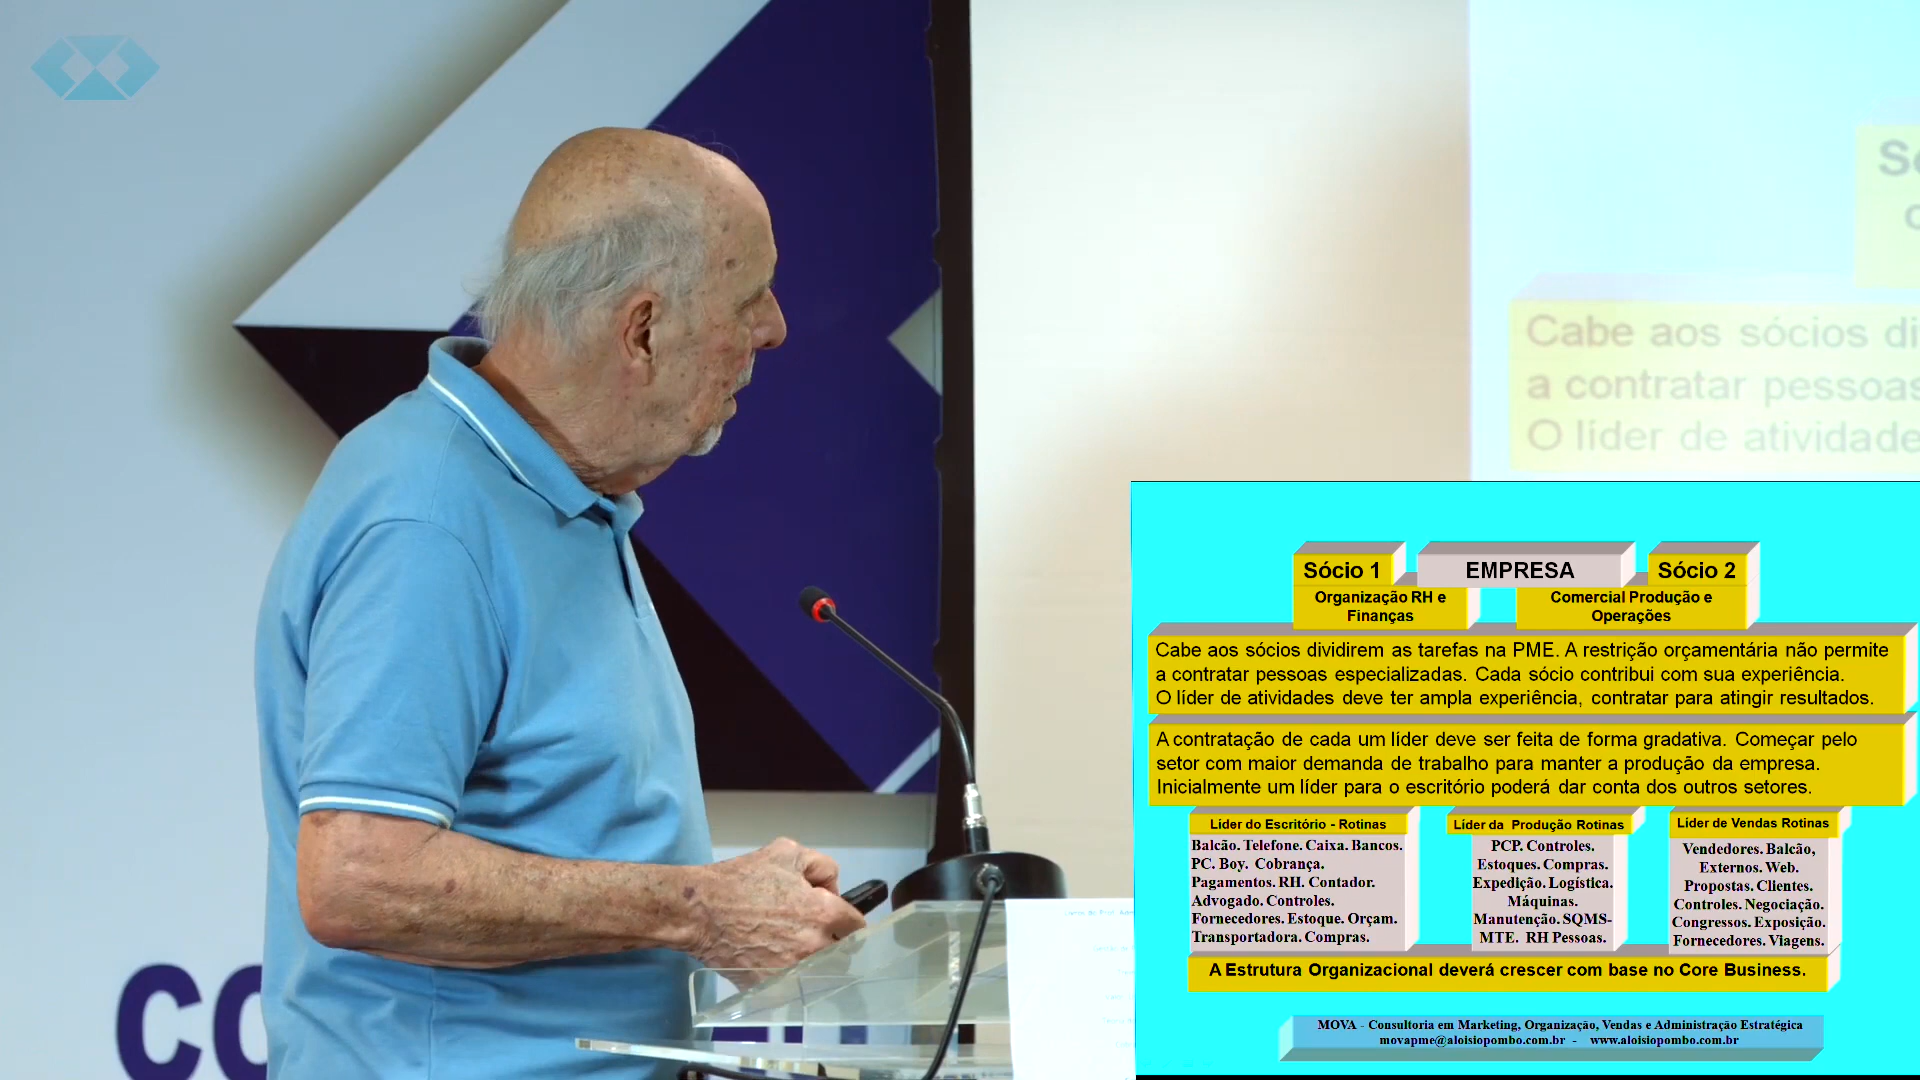 Cabe aos sócios di
a contratar pessoas
O líder de atividade
Sócio 1
EMPRESA
Sócio 2
Organização RH e
Finanças
Comercial Produção e
Operações
Cabe aos sócios dividirem as tarefas na PME. A restrição orçamentária não permite
a contratar pessoas especializadas. Cada sócio contribui com sua experiência.
O líder de atividades deve ter ampla experiência, contratar para atingir resultados.
A contratação de cada um líder deve ser feita de forma gradativa. Começar pelo
setor com maior demanda de trabalho para manter a produção da empresa.
Inicialmente um líder para o escritório poderá dar conta dos outros setores.
Líder do Escritório - Rotinas
Balcão. Telefone. Caixa. Bancos.
PC. Boy. Cobrança.
Pagamentos. RH. Contador.
Advogado. Controles.
Fornecedores. Estoque. Orçam.
Transportadora. Compras.
Líder da Produção Rotinas
PCP. Controles.
Estoques. Compras.
Expedição. Logística.
Máquinas.
Manutenção. SQMS-
MTE. RH Pessoas.
Líder de Vendas Rotinas
Vendedores. Balcão,
Externos. Web.
Propostas. Clientes.
Controles. Negociação.
Congressos. Exposição.
Fornecedores. Viagens.
A Estrutura Organizacional deverá crescer com base no Core Business.
MOVA - Consultoria em Marketing, Organização, Vendas e Administração Estratégica
movapme@aloisiopombo.com.br - www.aloisiopombo.com.br